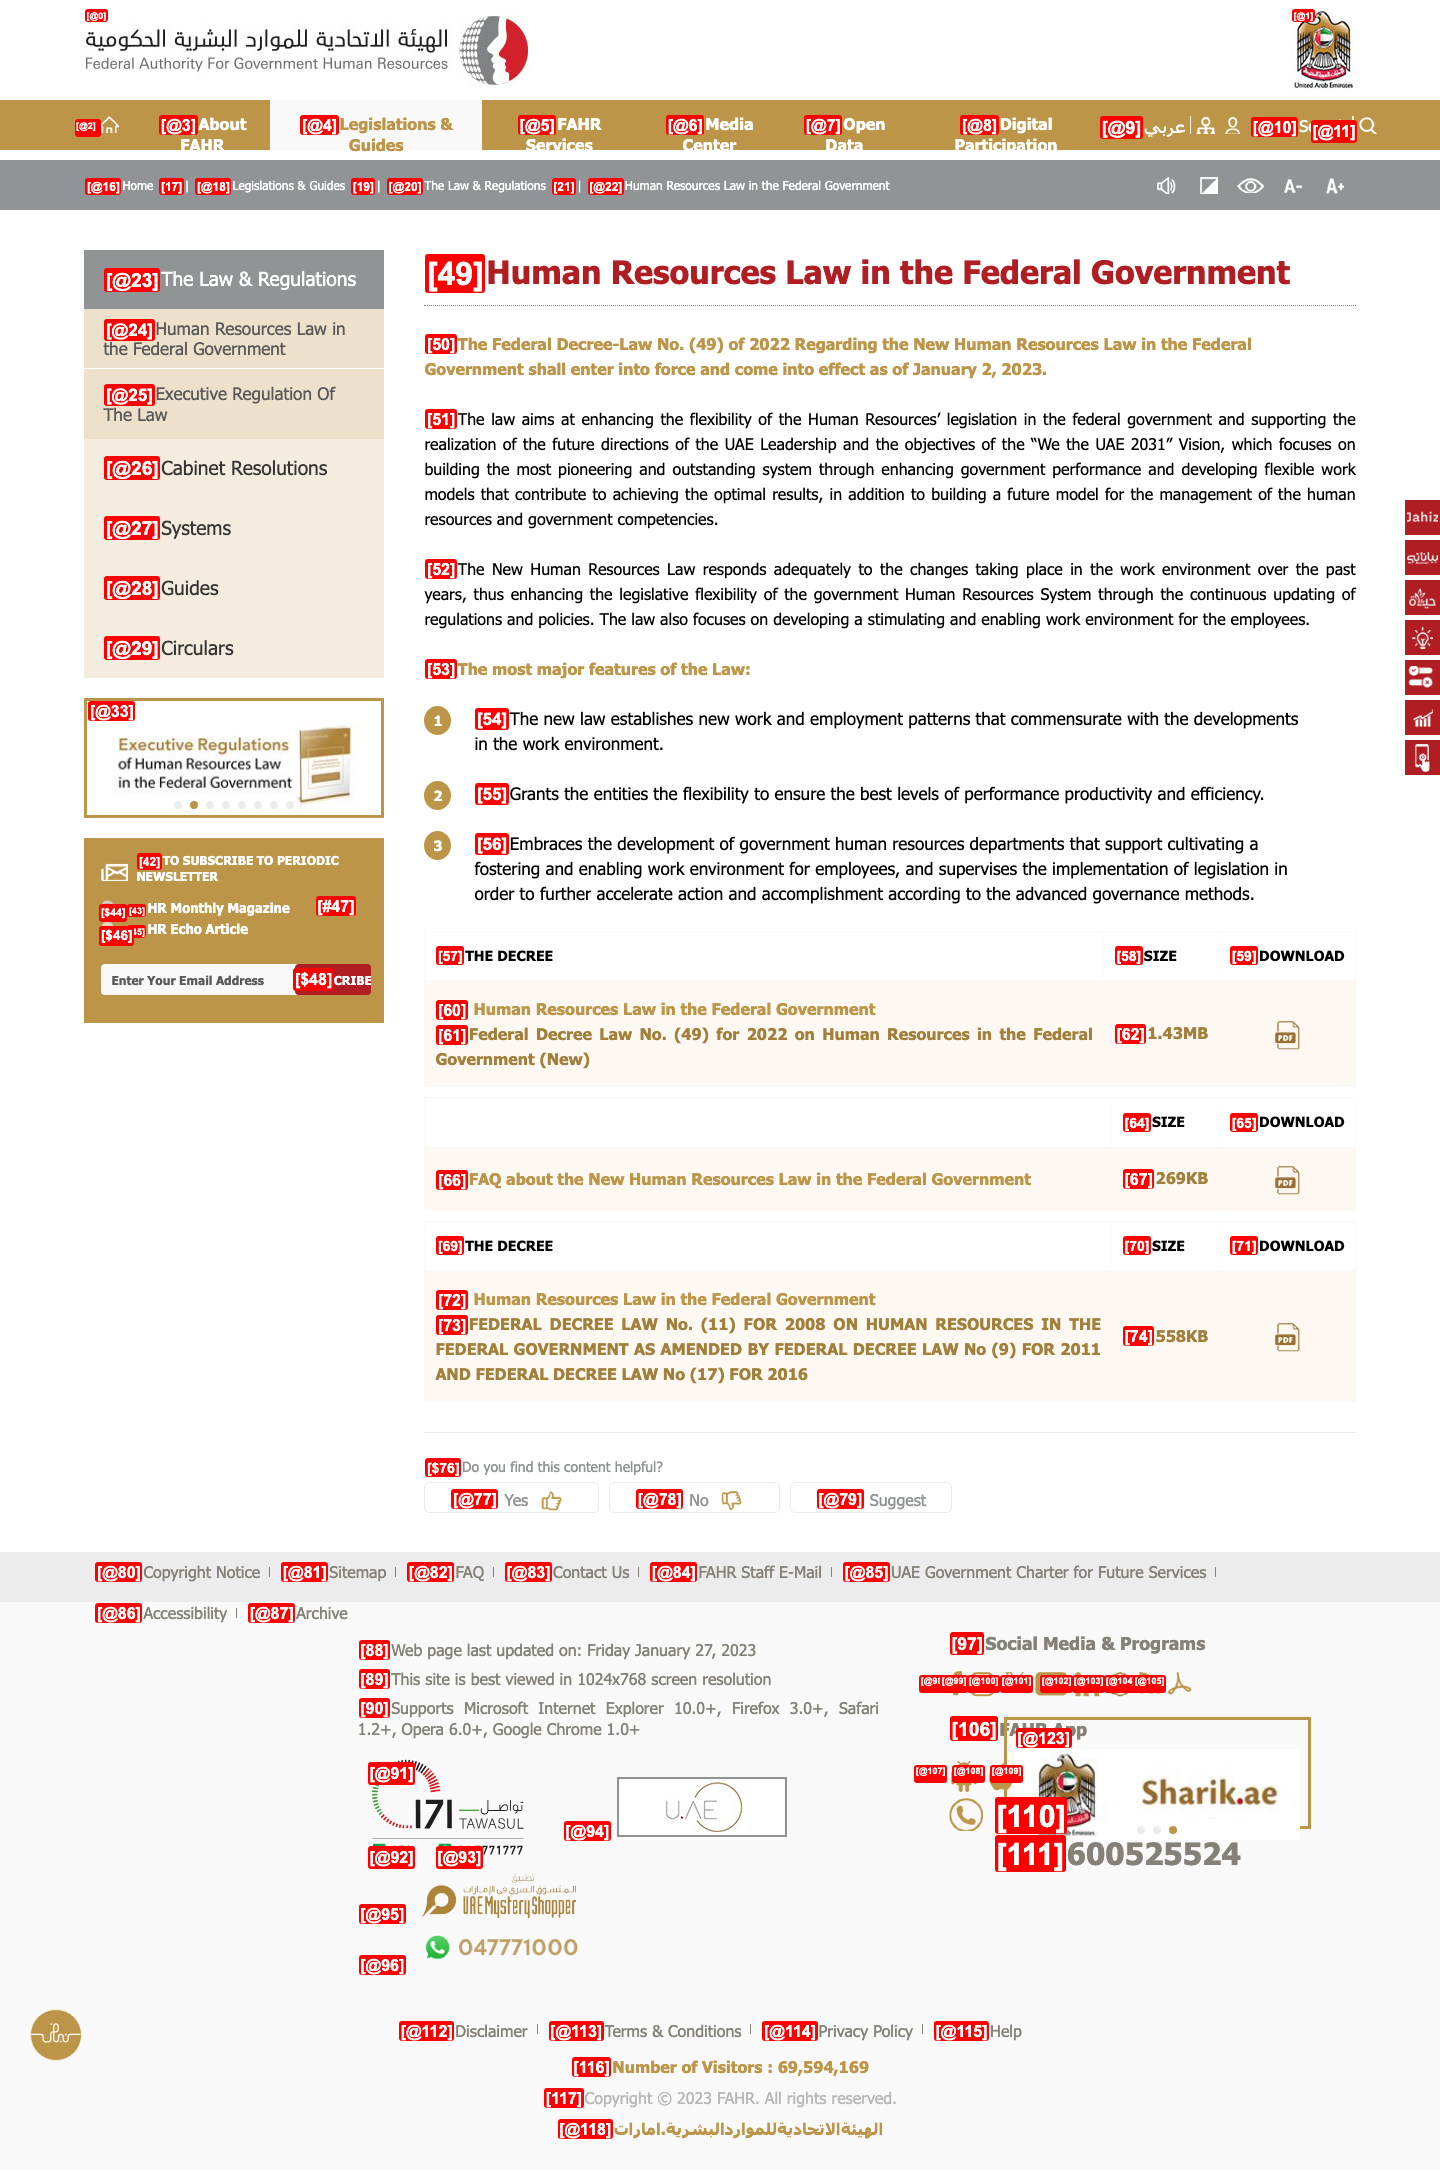 [@0]
الهيئة الاتحادية للموارد البشرية الحكومية
Federal Authority For Government Human Resources
[@1]
United Arab Emirates
[@2]
[@3]About FAHR
[@4]Legislations & Guides
[@5]FAHR Services
[@6]Media Center
[@7]Open Data
[@8]Digital Participation
[@9]عربي
[@10]
[@11]
[@16]Home [17]| [@18]Legislations & Guides [19]| [@20]The Law & Regulations [21]| [@22]Human Resources Law in the Federal Government
A- A+
[@23]The Law & Regulations
[@24]Human Resources Law in
the Federal Government
[@25]Executive Regulation Of
The Law
[@26]Cabinet Resolutions
[@27]Systems
[@28]Guides
[@29]Circulars
[@33]
Executive Regulations
of Human Resources Law
in the Federal Government
[42]TO SUBSCRIBE TO PERIODIC
NEWSLETTER
[$44][43]HR Monthly Magazine [#47]
[$46] HR Echo Article
Enter Your Email Address [$48]CRIBE
[49]Human Resources Law in the Federal Government
[50]The Federal Decree-Law No. (49) of 2022 Regarding the New Human Resources Law in the Federal
Government shall enter into force and come into effect as of January 2, 2023.
[51]The law aims at enhancing the flexibility of the Human Resources’ legislation in the federal government and supporting the
realization of the future directions of the UAE Leadership and the objectives of the “We the UAE 2031” Vision, which focuses on
building the most pioneering and outstanding system through enhancing government performance and developing flexible work
models that contribute to achieving the optimal results, in addition to building a future model for the management of the human
resources and government competencies.
[52]The New Human Resources Law responds adequately to the changes taking place in the work environment over the past
years, thus enhancing the legislative flexibility of the government Human Resources System through the continuous updating of
regulations and policies. The law also focuses on developing a stimulating and enabling work environment for the employees.
[53]The most major features of the Law:
1 [54]The new law establishes new work and employment patterns that commensurate with the developments
in the work environment.
2 [55]Grants the entities the flexibility to ensure the best levels of performance productivity and efficiency.
3 [56]Embraces the development of government human resources departments that support cultivating a
fostering and enabling work environment for employees, and supervises the implementation of legislation in
order to further accelerate action and accomplishment according to the advanced governance methods.
[57]THE DECREE [58]SIZE [59]DOWNLOAD
[60] Human Resources Law in the Federal Government
[61]Federal Decree Law No. (49) for 2022 on Human Resources in the Federal
Government (New)
[62]1.43MB
PDF
[64]SIZE [65]DOWNLOAD
[66]FAQ about the New Human Resources Law in the Federal Government [67]269KB
PDF
[69]THE DECREE [70]SIZE [71]DOWNLOAD
[72] Human Resources Law in the Federal Government
[73]FEDERAL DECREE LAW No. (11) FOR 2008 ON HUMAN RESOURCES IN THE
FEDERAL GOVERNMENT AS AMENDED BY FEDERAL DECREE LAW No (9) FOR 2011
AND FEDERAL DECREE LAW No (17) FOR 2016
[74]558KB
PDF
Jahiz
بياناتي
حياة
[$76]Do you find this content helpful?
[@77] Yes [@78] No [@79] Suggest
[@80]Copyright Notice [@81]Sitemap [@82]FAQ [@83]Contact Us [@84]FAHR Staff E-Mail [@85]UAE Government Charter for Future Services
[@86]Accessibility [@87]Archive
[88]Web page last updated on: Friday January 27, 2023
[89]This site is best viewed in 1024x768 screen resolution
[90]Supports Microsoft Internet Explorer 10.0+, Firefox 3.0+, Safari
1.2+, Opera 6.0+, Google Chrome 1.0+
[@91]
171 تواصل
TAWASUL
[@92] [@93]771777
[@94]
U.AE
[@95]
تطبيق
المتسوق السري في الإمارات
UAE Mystery Shopper
[@96]
047771000
[97]Social Media & Programs
[@99] [@100] [@101] [@102] [@103] [@104 [@105]
[106]FAHR App
[@107] [@108] [@109]
[@123]
Sharik.ae
[110]
[111]600525524
[@112]Disclaimer [@113]Terms & Conditions [@114]Privacy Policy [@115]Help
[116]Number of Visitors : 69,594,169
[117]Copyright © 2023 FAHR. All rights reserved.
[@118]الهيئةالاتحاديةللمواردالبشرية.امارات